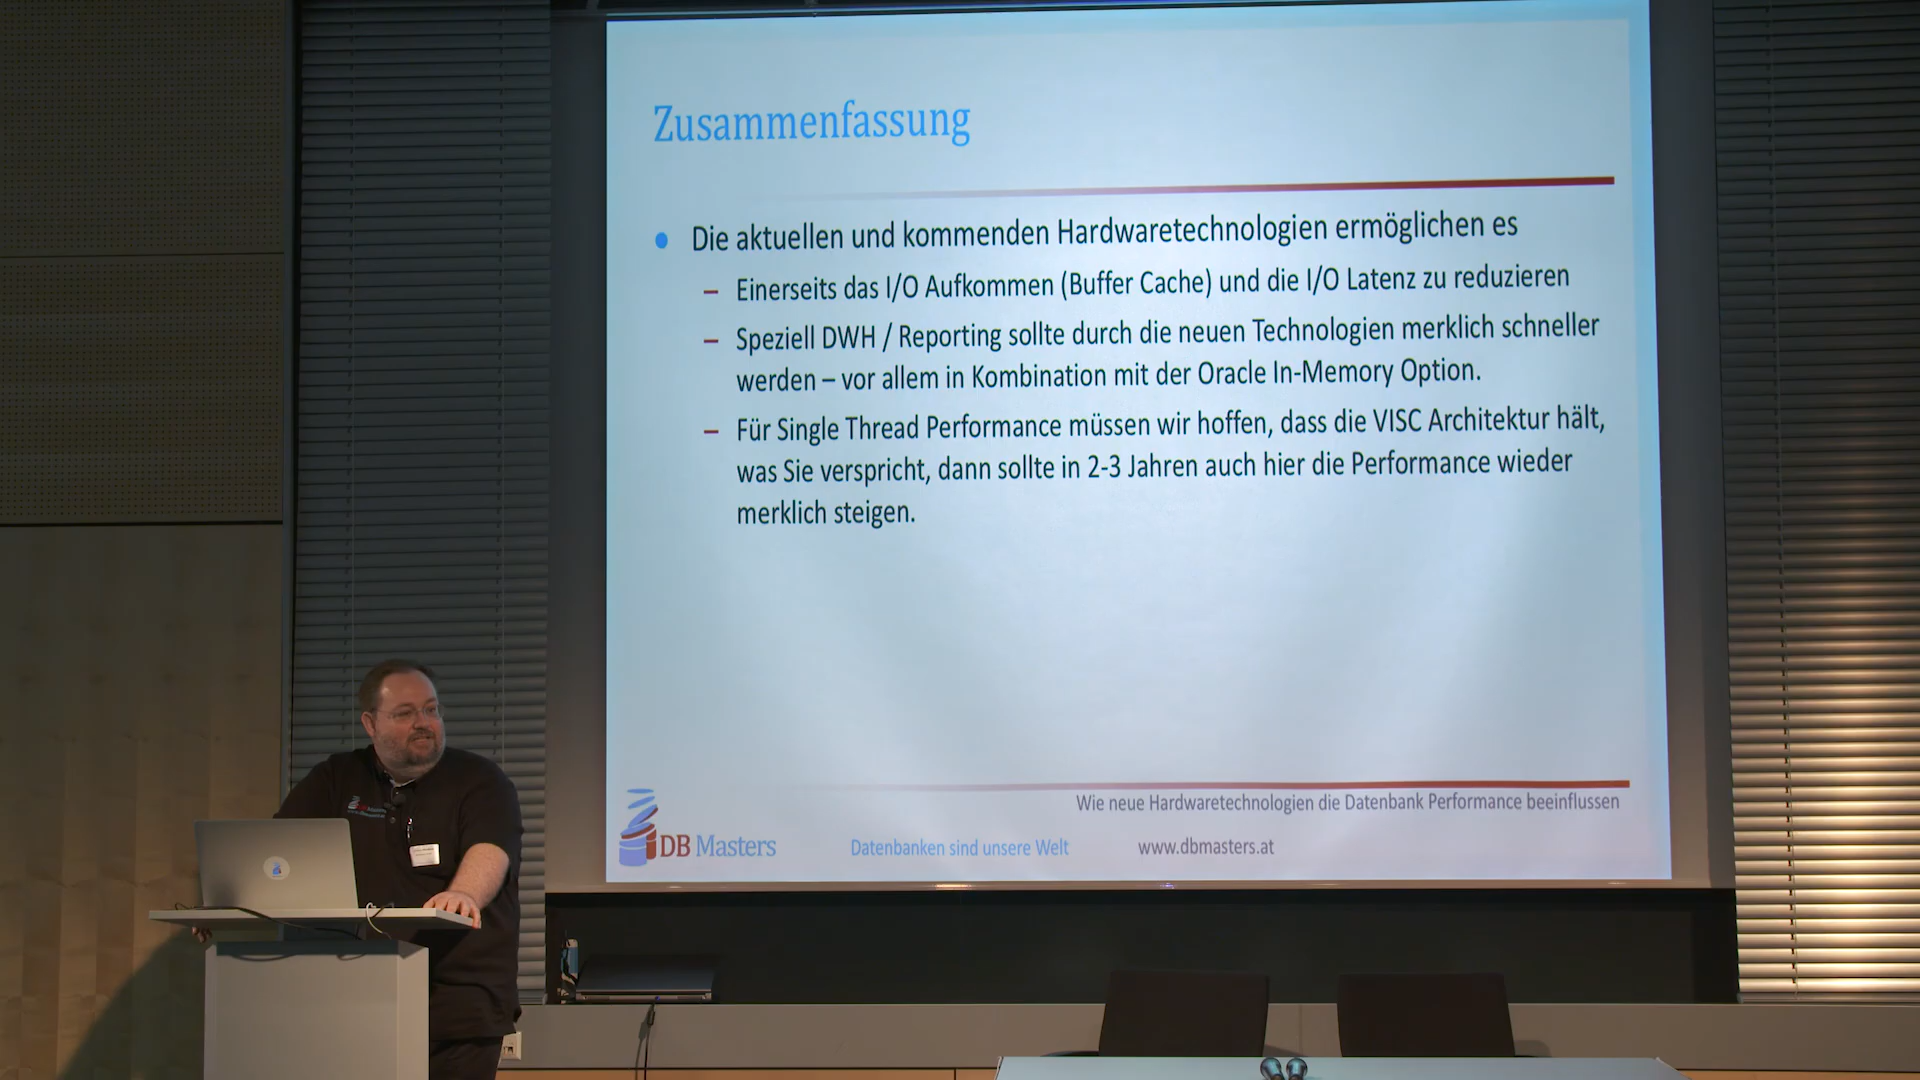 Zusammenfassung
Die aktuellen und kommenden Hardwaretechnologien ermöglichen es
Einerseits das I/O Aufkommen (Buffer Cache) und die I/O Latenz zu reduzieren
Speziell DWH / Reporting sollte durch die neuen Technologien merklich schneller
werden – vor allem in Kombination mit der Oracle In-Memory Option.
Für Single Thread Performance müssen wir hoffen, dass die VISC Architektur hält,
was Sie verspricht, dann sollte in 2-3 Jahren auch hier die Performance wieder
merklich steigen.
Wie neue Hardwaretechnologien die Datenbank Performance beeinflussen
DB Masters
Datenbanken sind unsere Welt
www.dbmasters.at